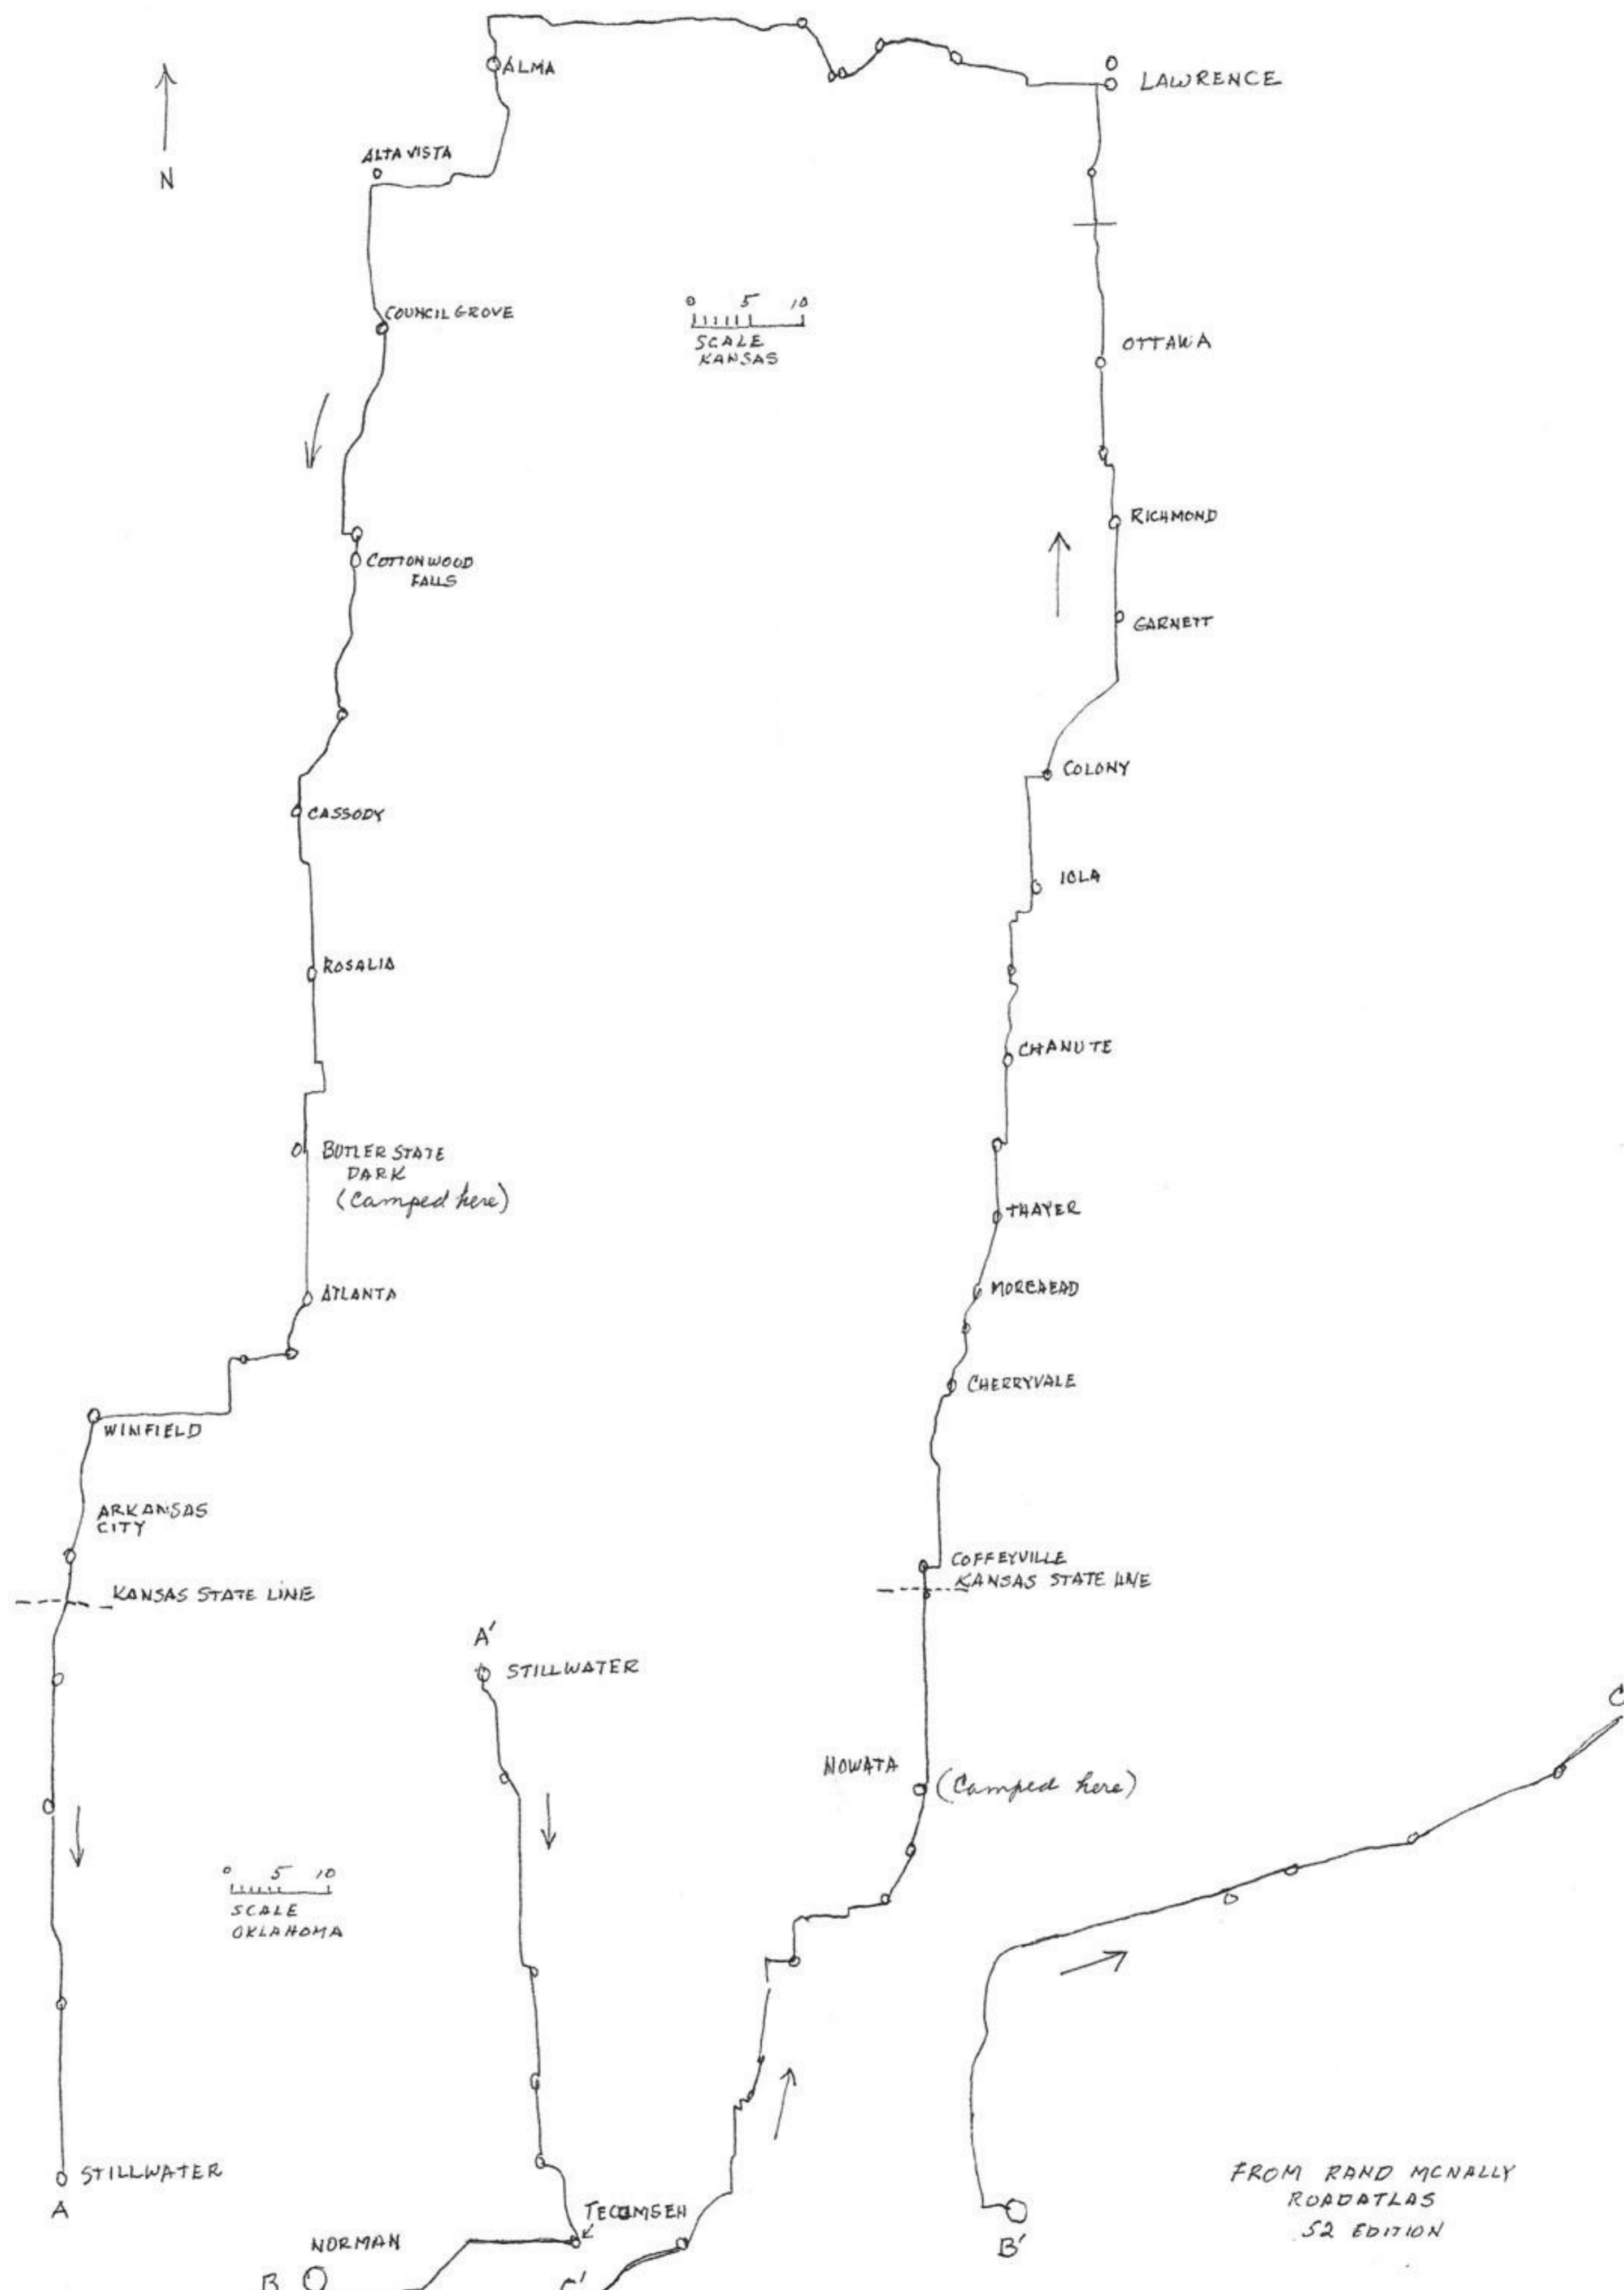 ALMA
LAWRENCE
N
ALTA VISTA
COUNCIL GROVE
0 5 10
SCALE
KANSAS
OTTAWA
RICHMOND
COTTONWOOD
FALLS
GARNETT
COLONY
CASSODY
IOLA
ROSALIA
CHANUTE
BUTLER STATE
PARK
(Camped here)
THAYER
MOREHEAD
ATLANTA
CHERRYVALE
WINFIELD
ARKANSAS
CITY
COFFEYVILLE
KANSAS STATE LINE
KANSAS STATE LINE
A'
STILLWATER
C
NOWATA
(Camped here)
0 5 10
SCALE
OKLAHOMA
STILLWATER
A
FROM RAND MCNALLY
ROADATLAS
52 EDITION
TECUMSEH
NORMAN
B'
B
C'